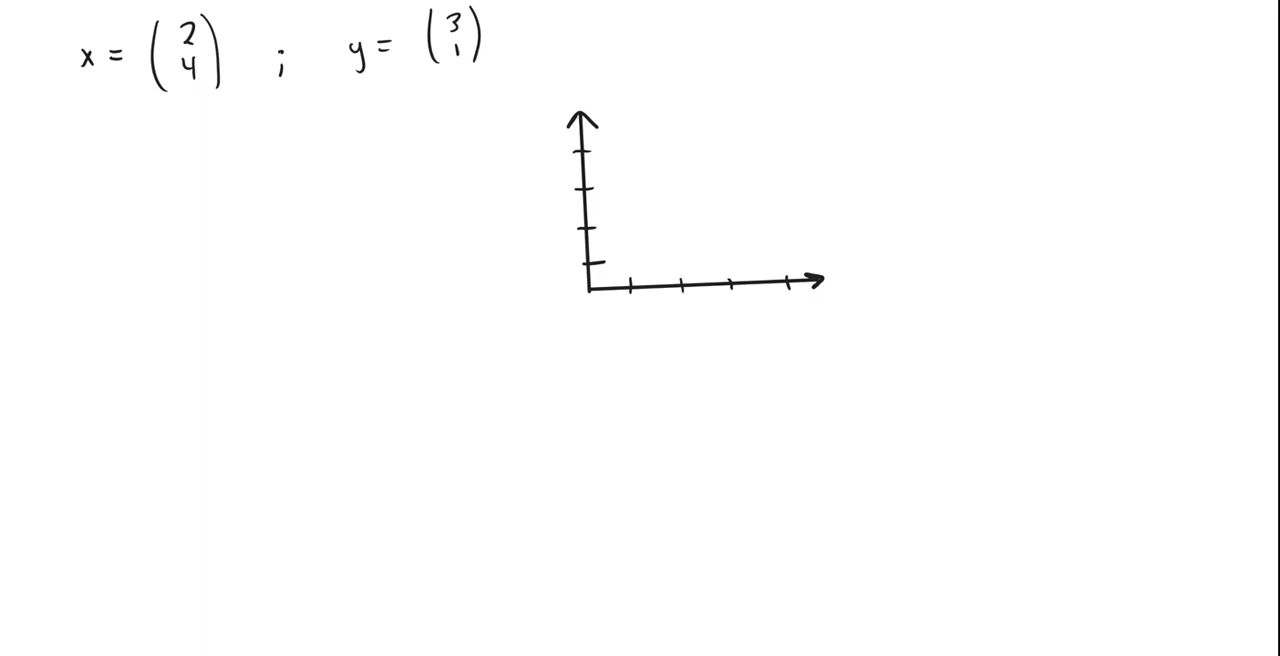 x = (2 4) ; y = (3 1)